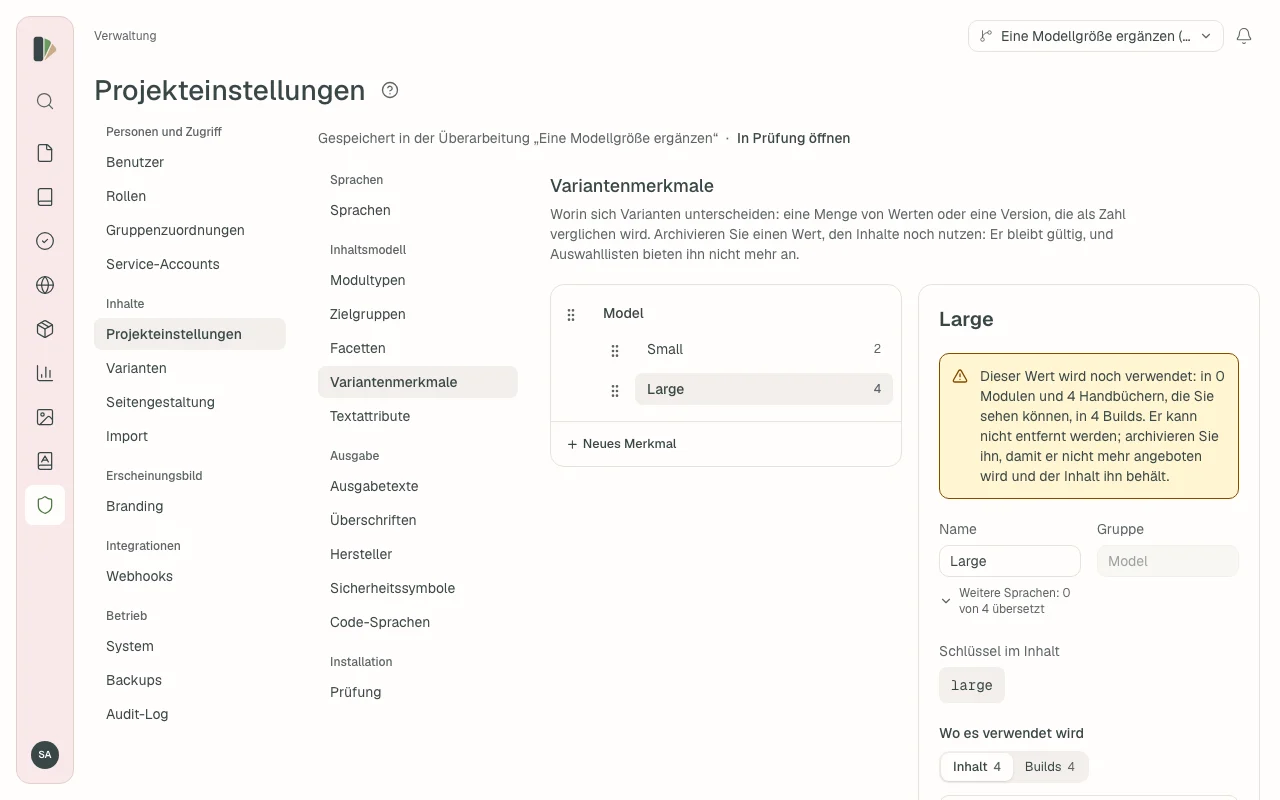 Verwaltung
Eine Modellgröße ergänzen (…
Projekteinstellungen
Personen und Zugriff
Benutzer
Rollen
Gruppenzuordnungen
Service-Accounts
Inhalte
Projekteinstellungen
Varianten
Seitengestaltung
Import
Erscheinungsbild
Branding
Integrationen
Webhooks
Betrieb
System
Backups
Audit-Log
SA
Gespeichert in der Überarbeitung „Eine Modellgröße ergänzen“ · In Prüfung öffnen
Sprachen
Sprachen
Inhaltsmodell
Modultypen
Zielgruppen
Facetten
Variantenmerkmale
Textattribute
Ausgabe
Ausgabetexte
Überschriften
Hersteller
Sicherheitssymbole
Code-Sprachen
Installation
Prüfung
Variantenmerkmale
Worin sich Varianten unterscheiden: eine Menge von Werten oder eine Version, die als Zahl
verglichen wird. Archivieren Sie einen Wert, den Inhalte noch nutzen: Er bleibt gültig, und
Auswahllisten bieten ihn nicht mehr an.
Model
Small 2
Large 4
+ Neues Merkmal
Large
Dieser Wert wird noch verwendet: in 0
Modulen und 4 Handbüchern, die Sie
sehen können, in 4 Builds. Er kann
nicht entfernt werden; archivieren Sie
ihn, damit er nicht mehr angeboten
wird und der Inhalt ihn behält.
Name Gruppe
Large Model
Weitere Sprachen: 0
von 4 übersetzt
Schlüssel im Inhalt
large
Wo es verwendet wird
Inhalt 4 Builds 4